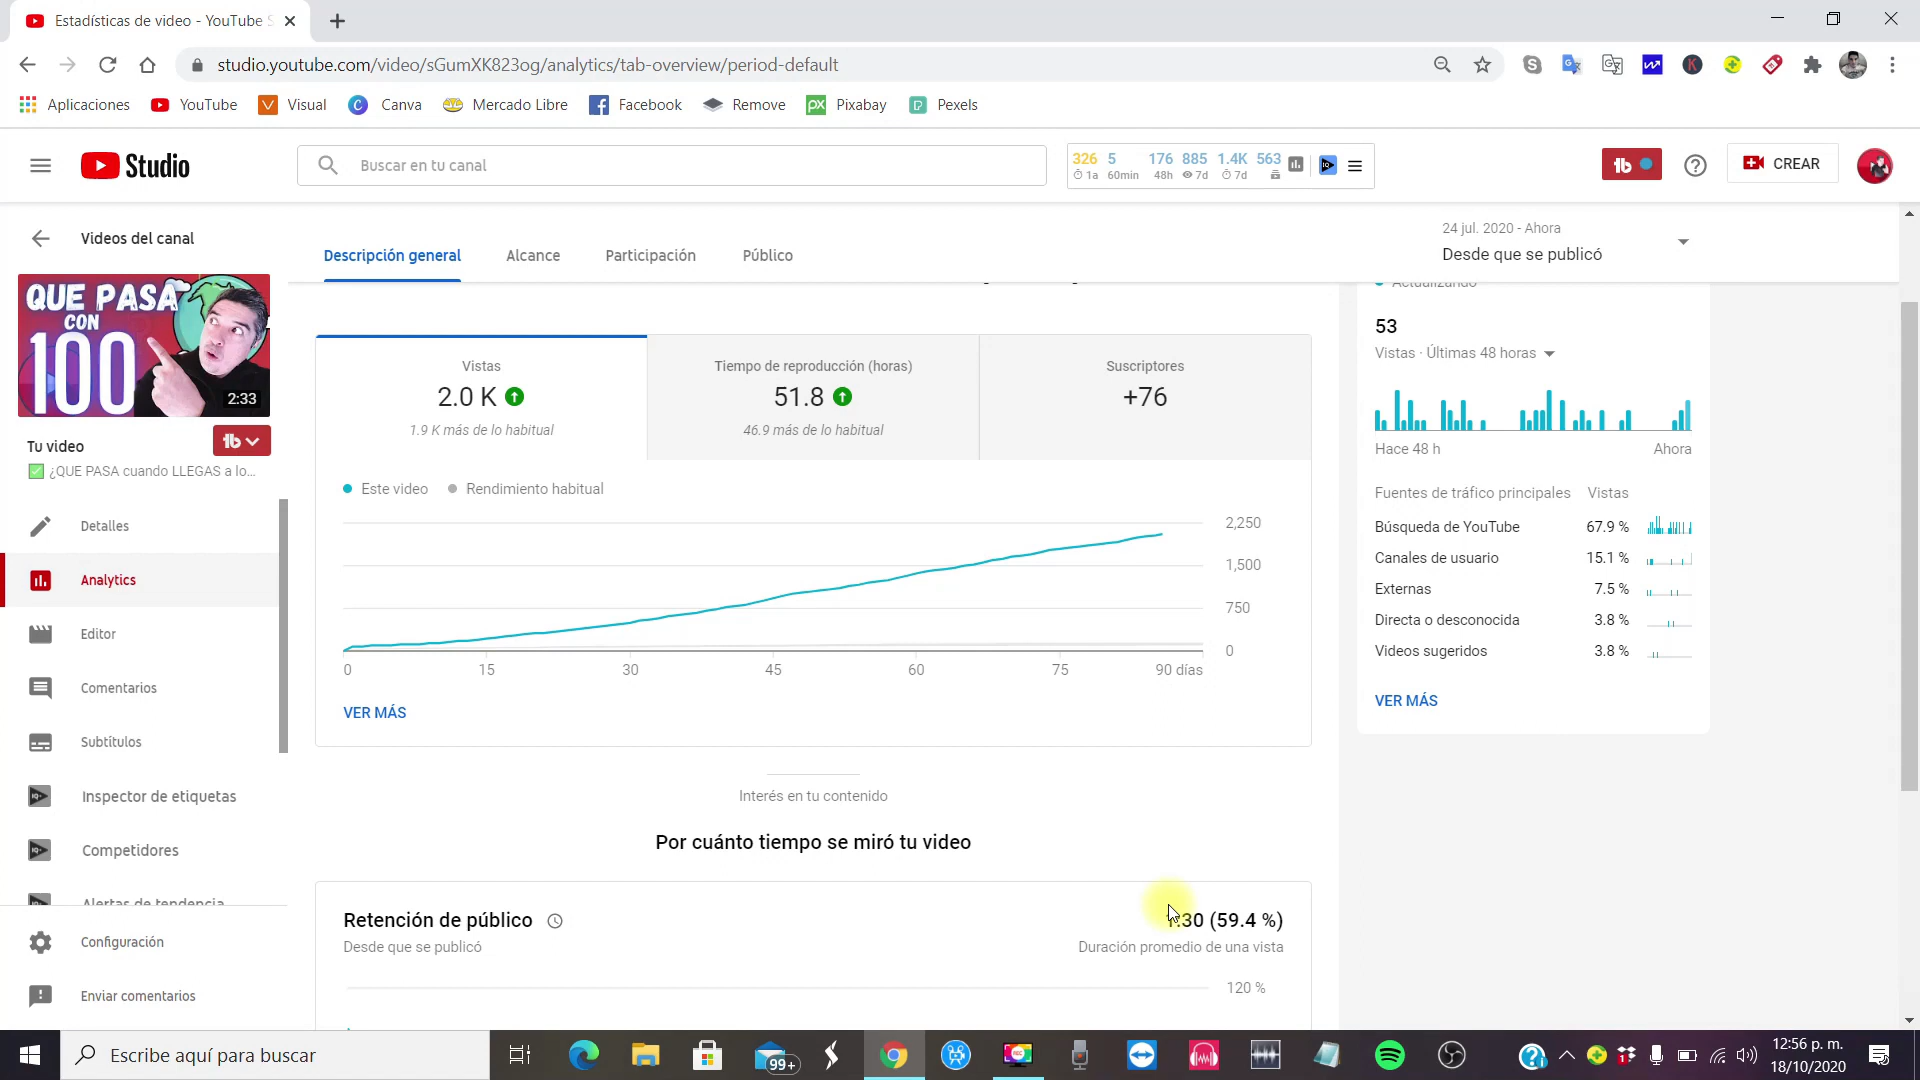 Estadísticas de video - YouTube S
studio.youtube.com/video/sGumXK823og/analytics/tab-overview/period-default
Aplicaciones YouTube Visual Canva Mercado Libre Facebook Remove Pixabay Pexels
Studio
Buscar en tu canal
326 5 176 885 1.4K 563
1a 60min 48h 7d 7d
CREAR
Videos del canal
Descripción general Alcance Participación Público
24 jul. 2020 - Ahora
Desde que se publicó
QUE PASA
CON
100
2:33
Tu video
¿QUE PASA cuando LLEGAS a lo...
Detalles
Analytics
Editor
Comentarios
Subtítulos
Inspector de etiquetas
Competidores
Alertas de tendencia
Configuración
Enviar comentarios
Vistas
2.0 K
1.9 K más de lo habitual
Tiempo de reproducción (horas)
51.8
46.9 más de lo habitual
Suscriptores
+76
Este video Rendimiento habitual
2,250
1,500
750
0
0 15 30 45 60 75 90 días
VER MÁS
Interés en tu contenido
Por cuánto tiempo se miró tu video
Retención de público
Desde que se publicó
1:30 (59.4 %)
Duración promedio de una vista
120 %
Actualizando
53
Vistas · Últimas 48 horas
Hace 48 h Ahora
Fuentes de tráfico principales Vistas
Búsqueda de YouTube 67.9 %
Canales de usuario 15.1 %
Externas 7.5 %
Directa o desconocida 3.8 %
Videos sugeridos 3.8 %
VER MÁS
Escribe aquí para buscar
99+
12:56 p. m.
18/10/2020